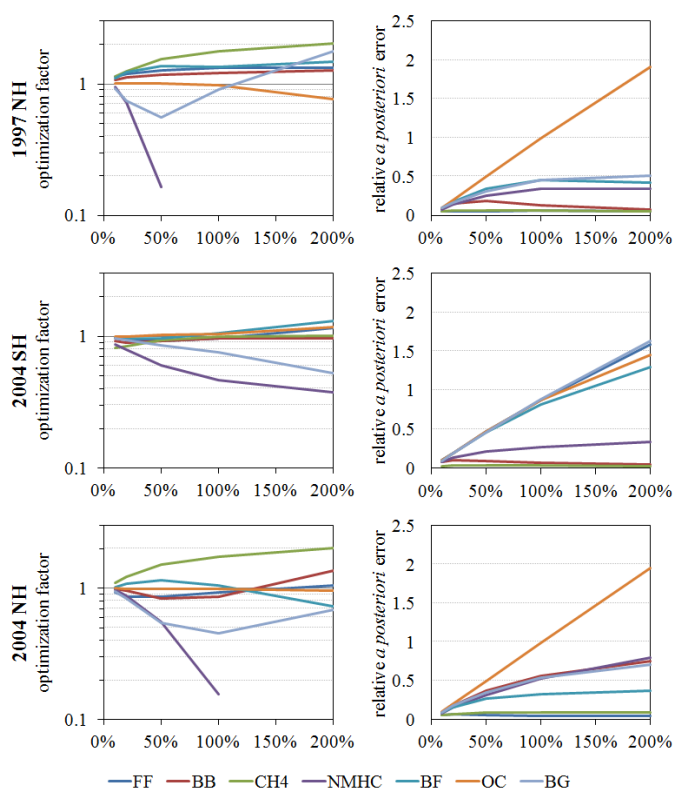 1997 NH
optimization factor
1
0.1
0% 50% 100% 150% 200%
relative a posteriori error
2.5
2
1.5
1
0.5
0
0% 50% 100% 150% 200%
2004 SH
optimization factor
1
0.1
0% 50% 100% 150% 200%
relative a posteriori error
2.5
2
1.5
1
0.5
0
0% 50% 100% 150% 200%
2004 NH
optimization factor
1
0.1
0% 50% 100% 150% 200%
relative a posteriori error
2.5
2
1.5
1
0.5
0
0% 50% 100% 150% 200%
FF BB CH4 NMHC BF OC BG